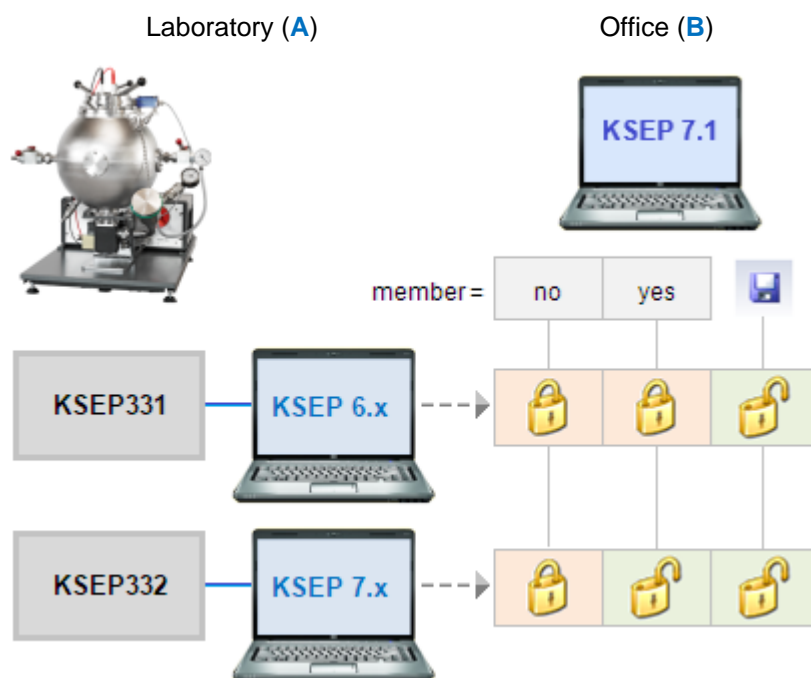 Laboratory (A)
Office (B)
KSEP 7.1
member = no yes
KSEP331
KSEP 6.x
KSEP332
KSEP 7.x